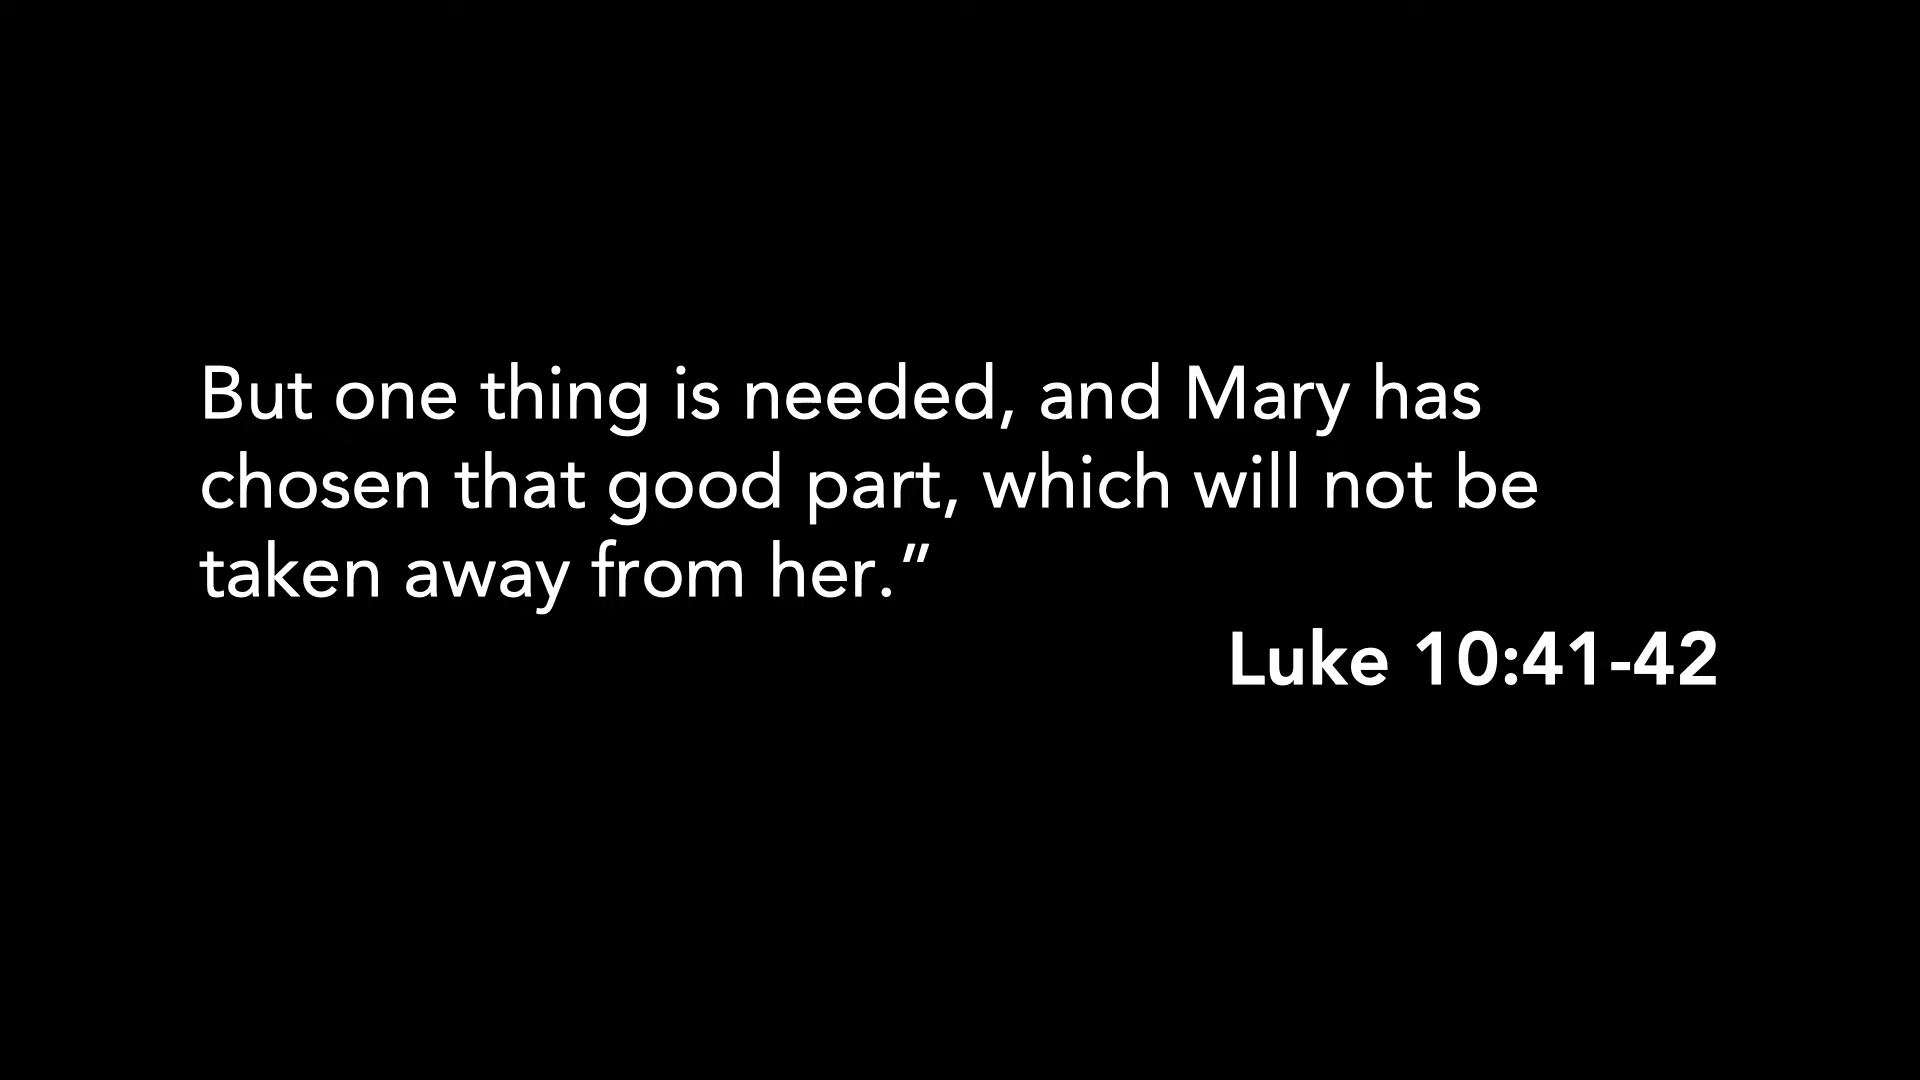 But one thing is needed, and Mary has
chosen that good part, which will not be
taken away from her.”
Luke 10:41-42